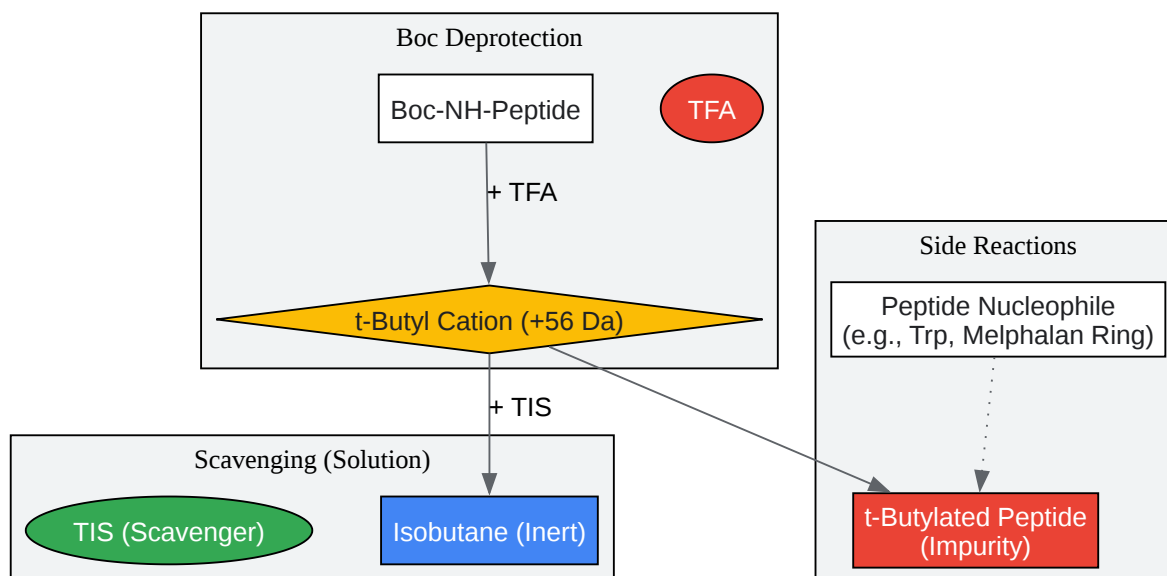 Boc Deprotection
Boc-NH-Peptide
TFA
+ TFA
t-Butyl Cation (+56 Da)
Side Reactions
Peptide Nucleophile
(e.g., Trp, Melphalan Ring)
+ TIS
Scavenging (Solution)
TIS (Scavenger)
Isobutane (Inert)
t-Butylated Peptide
(Impurity)